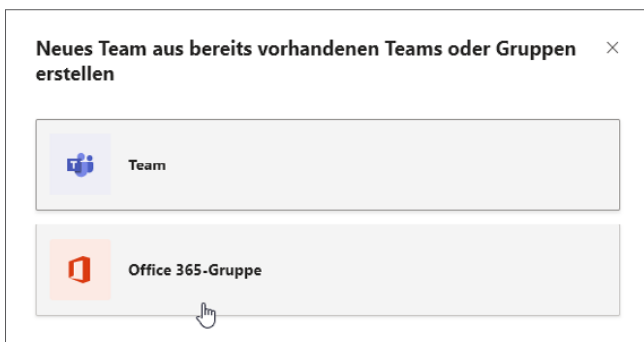 Neues Team aus bereits vorhandenen Teams oder Gruppen
erstellen
Team
Office 365-Gruppe